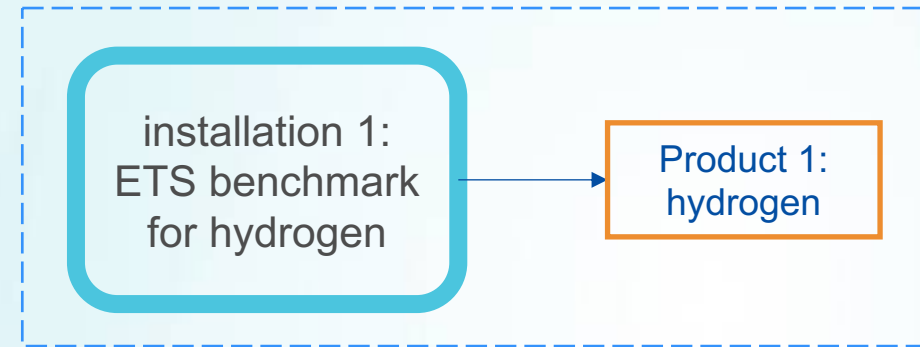 installation 1:
ETS benchmark
for hydrogen
Product 1:
hydrogen